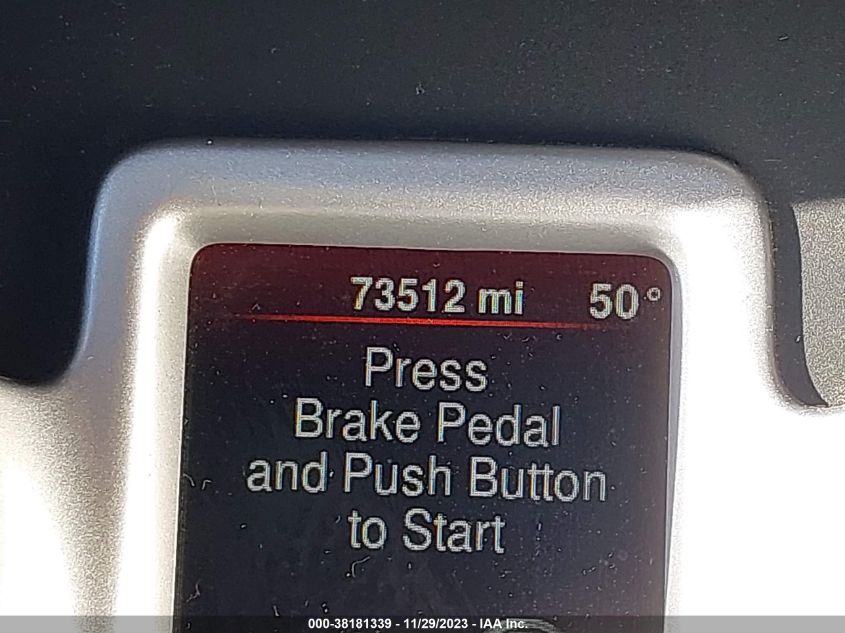 73512 mi 50°
Press
Brake Pedal
and Push Button
to Start
000-38181339 - 11/29/2023 - IAA Inc.